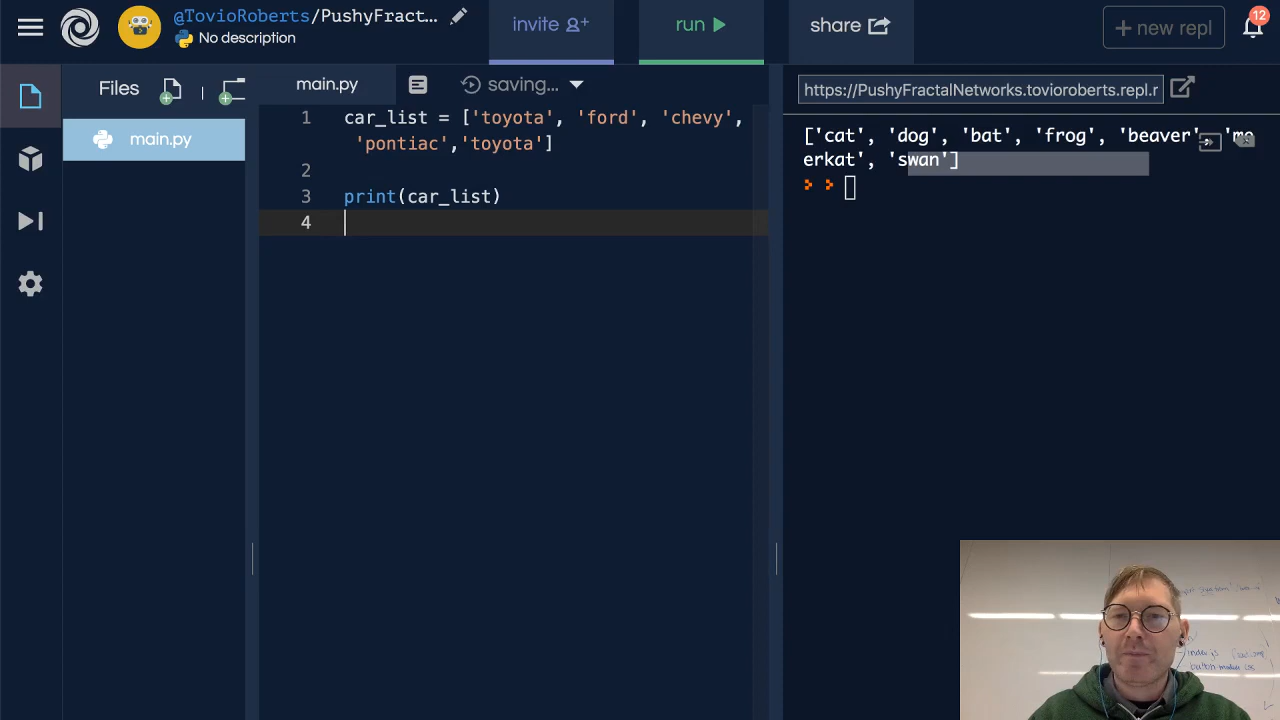 @TovioRoberts/PushyFract...
No description
invite
run
share
+ new repl
12
Files
main.py
main.py
saving...
1 car_list = ['toyota', 'ford', 'chevy',
'pontiac','toyota']
2
3 print(car_list)
4
https://PushyFractalNetworks.tovioroberts.repl.r
['cat', 'dog', 'bat', 'frog', 'beaver', 'me
erkat', 'swan']